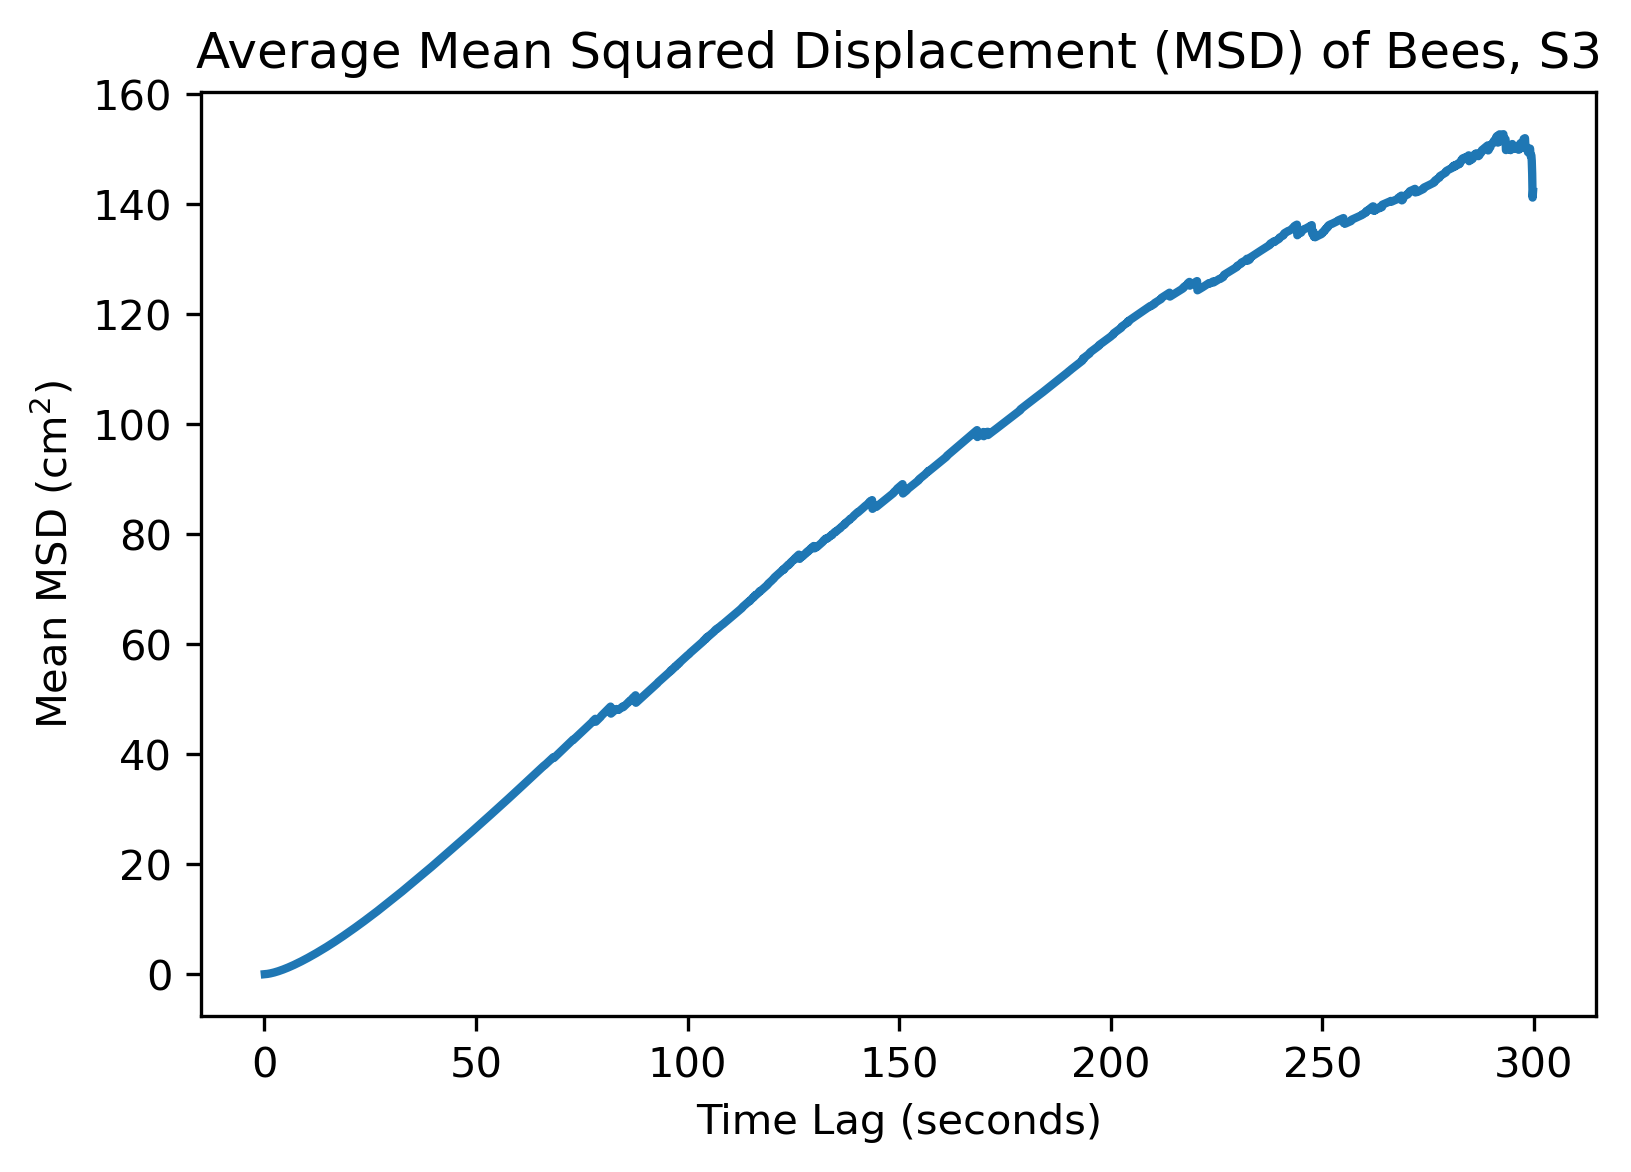 Average Mean Squared Displacement (MSD) of Bees, S3
160
140
120
100
80
60
40
20
0
Mean MSD (cm²)
0 50 100 150 200 250 300
Time Lag (seconds)